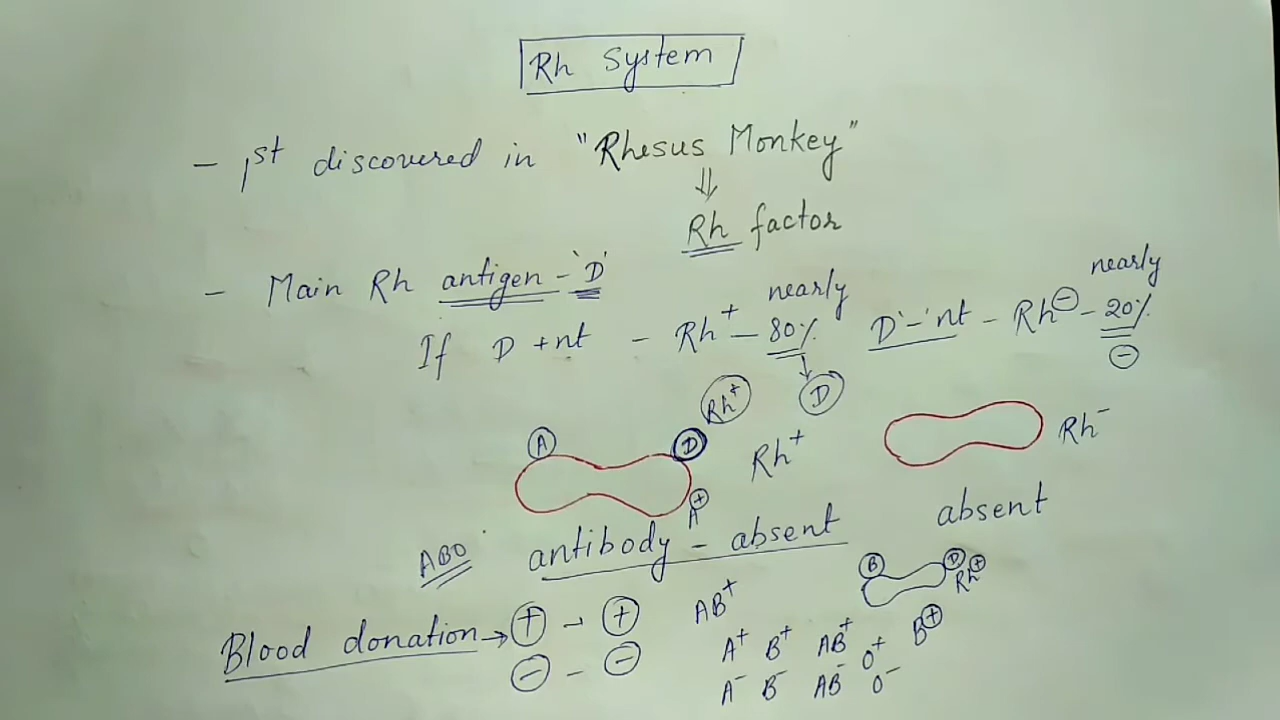 Rh System
- 1st discovered in "Rhesus Monkey"
⇓
Rh factor
- Main Rh antigen - 'D'
nearly nearly
If D +nt - Rh+ - 80% D '-' nt - Rh⊖ - 20%
⊖
Rh+ D
A D Rh+ Rh-
A⊕
ABO antibody - absent absent
B D Rh⊕
Blood donation → ⊕ - ⊕ AB+ B⊕
⊖ - ⊖ A+ B+ AB+ O+
A- B- AB- O-